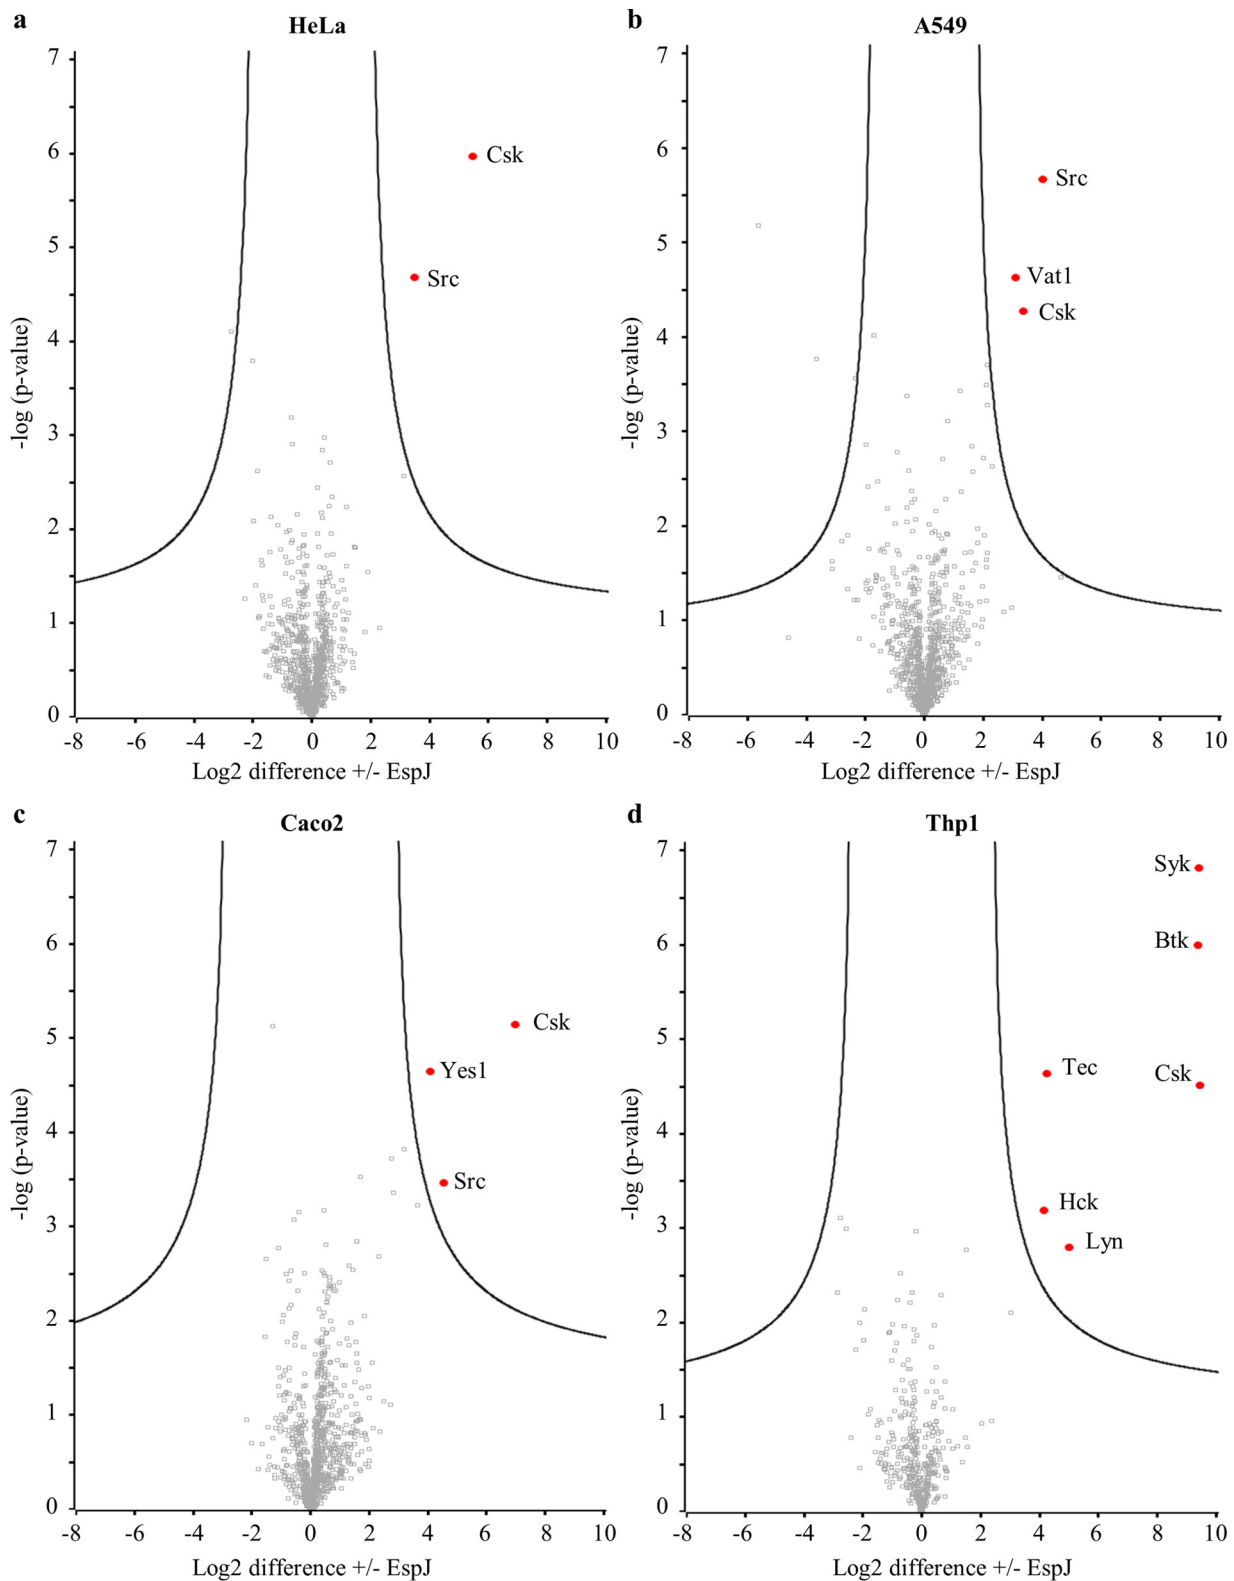 a
HeLa
7
6
5
4
3
2
1
0
-log (p-value)
Csk
Src
-8 -6 -4 -2 0 2 4 6 8 10
Log2 difference +/- EspJ
b
A549
7
6
5
4
3
2
1
0
-log (p-value)
Src
Vat1
Csk
-8 -6 -4 -2 0 2 4 6 8 10
Log2 difference +/- EspJ
c
Caco2
7
6
5
4
3
2
1
0
-log (p-value)
Csk
Yes1
Src
-8 -6 -4 -2 0 2 4 6 8 10
Log2 difference +/- EspJ
d
Thp1
7
6
5
4
3
2
1
0
-log (p-value)
Syk
Btk
Tec
Csk
Hck
Lyn
-8 -6 -4 -2 0 2 4 6 8 10
Log2 difference +/- EspJ